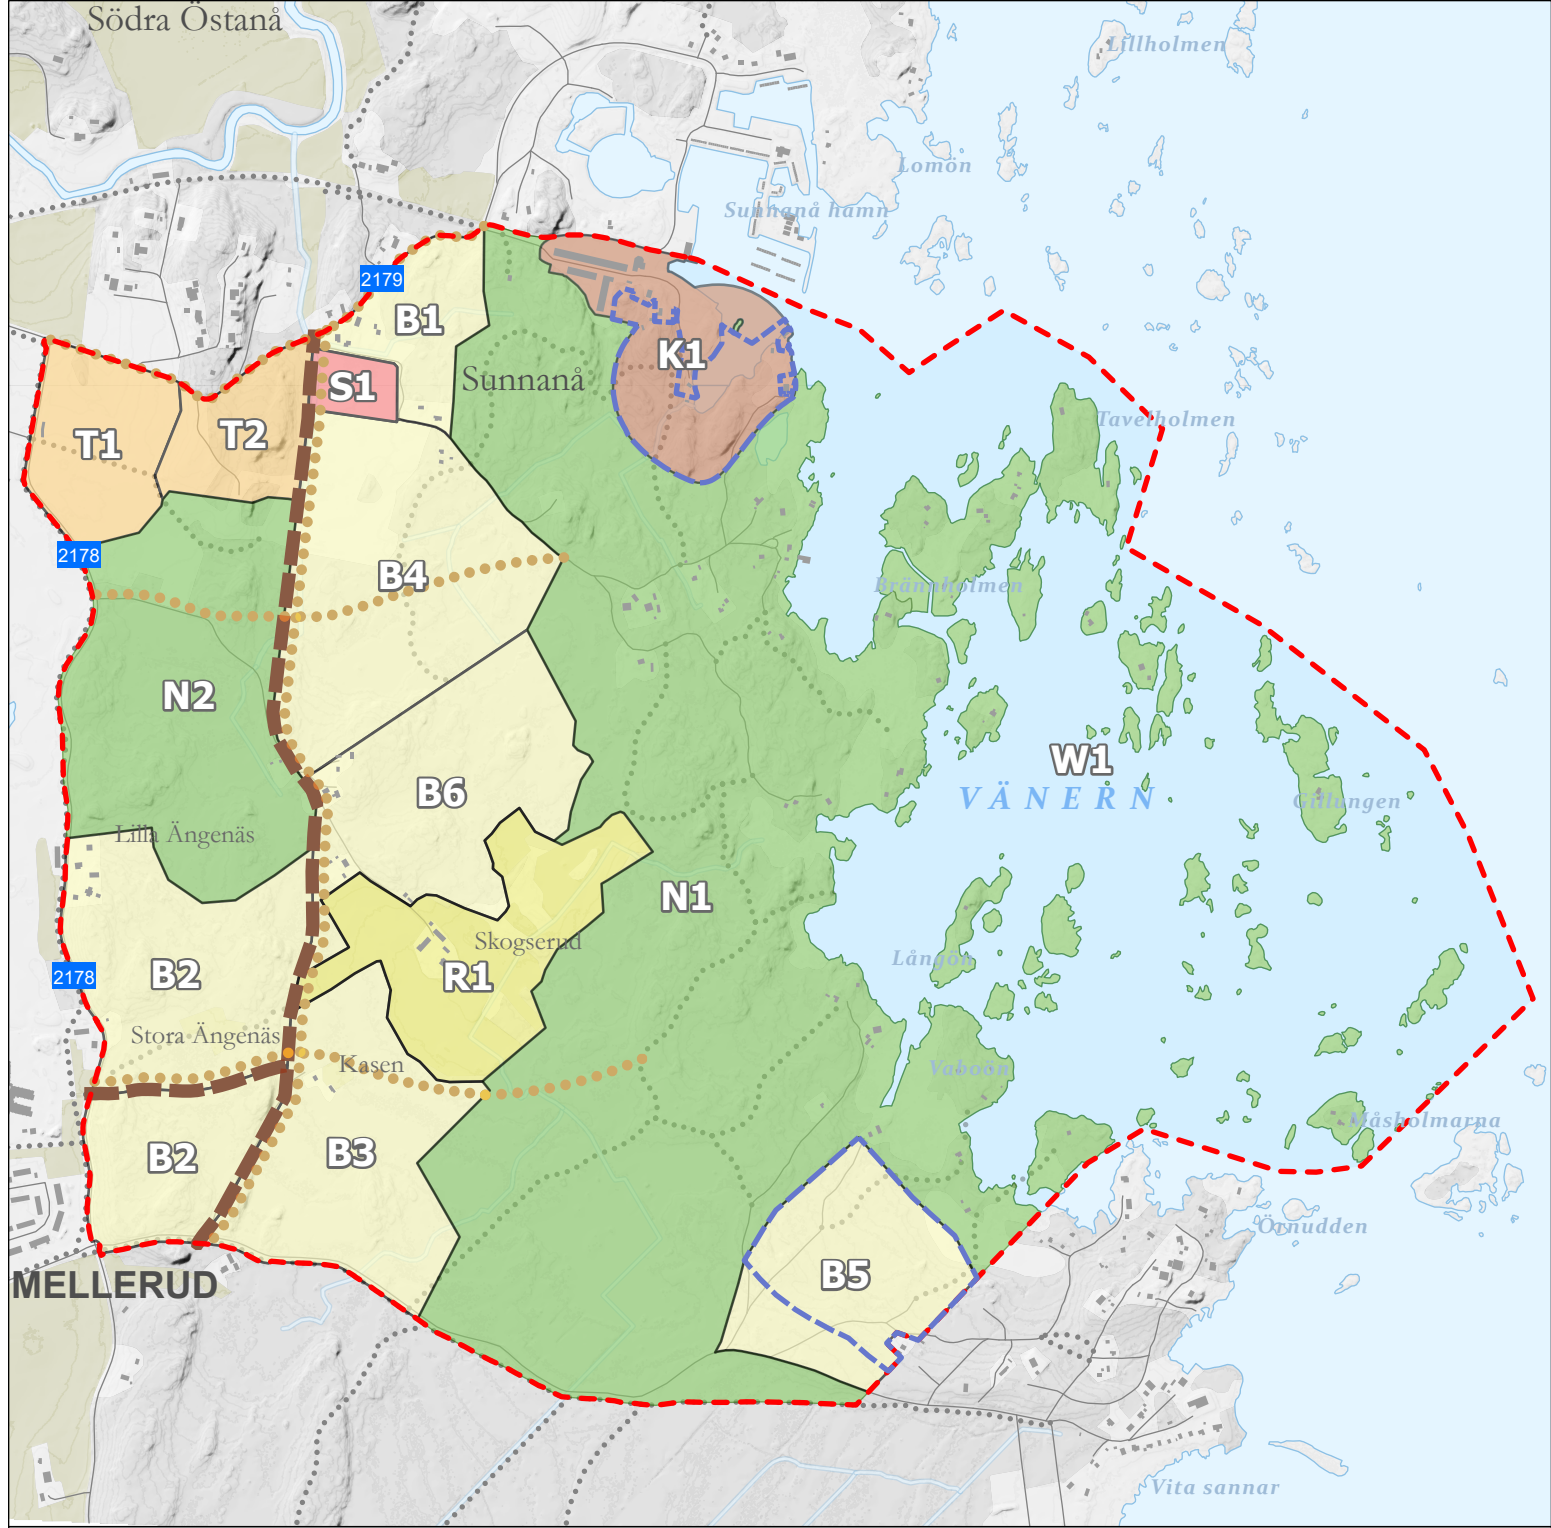 Södra Östanå
Lillholmen
Lomön
Sunnanå hamn
2179
B1
K1
Sunnanå
S1
Tavelholmen
T2
T1
2178
B4
Brännholmen
N2
W1
VÄNERN
B6
Gillungen
Lilla Ängenäs
N1
Skogserud
Långön
2178
B2
R1
Stora Ängenäs
Kasen
Vaboön
Måsholmarna
B3
B2
Örnudden
MELLERUD
B5
Vita sannar